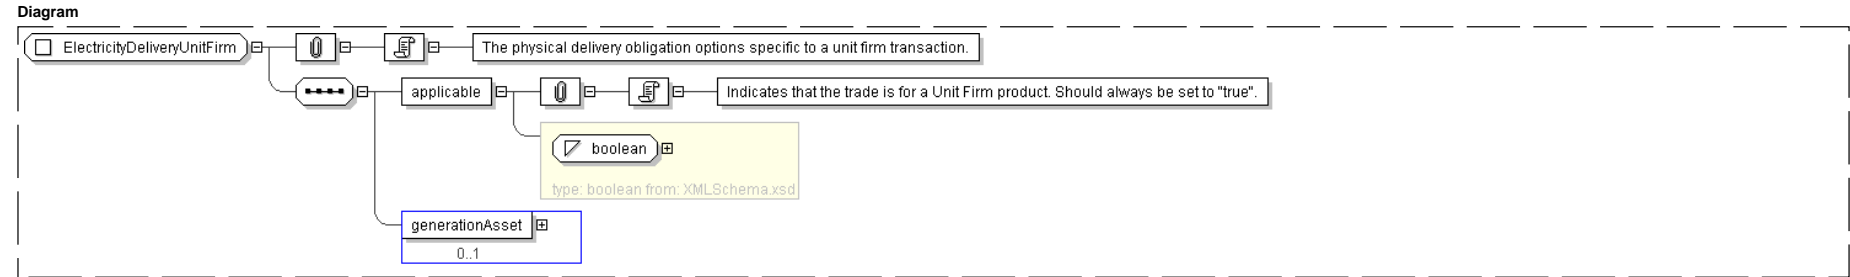 Diagram
ElectricityDeliveryUnitFirm
The physical delivery obligation options specific to a unit firm transaction.
applicable
Indicates that the trade is for a Unit Firm product. Should always be set to "true".
boolean
type: boolean from: XMLSchema.xsd
generationAsset
0..1